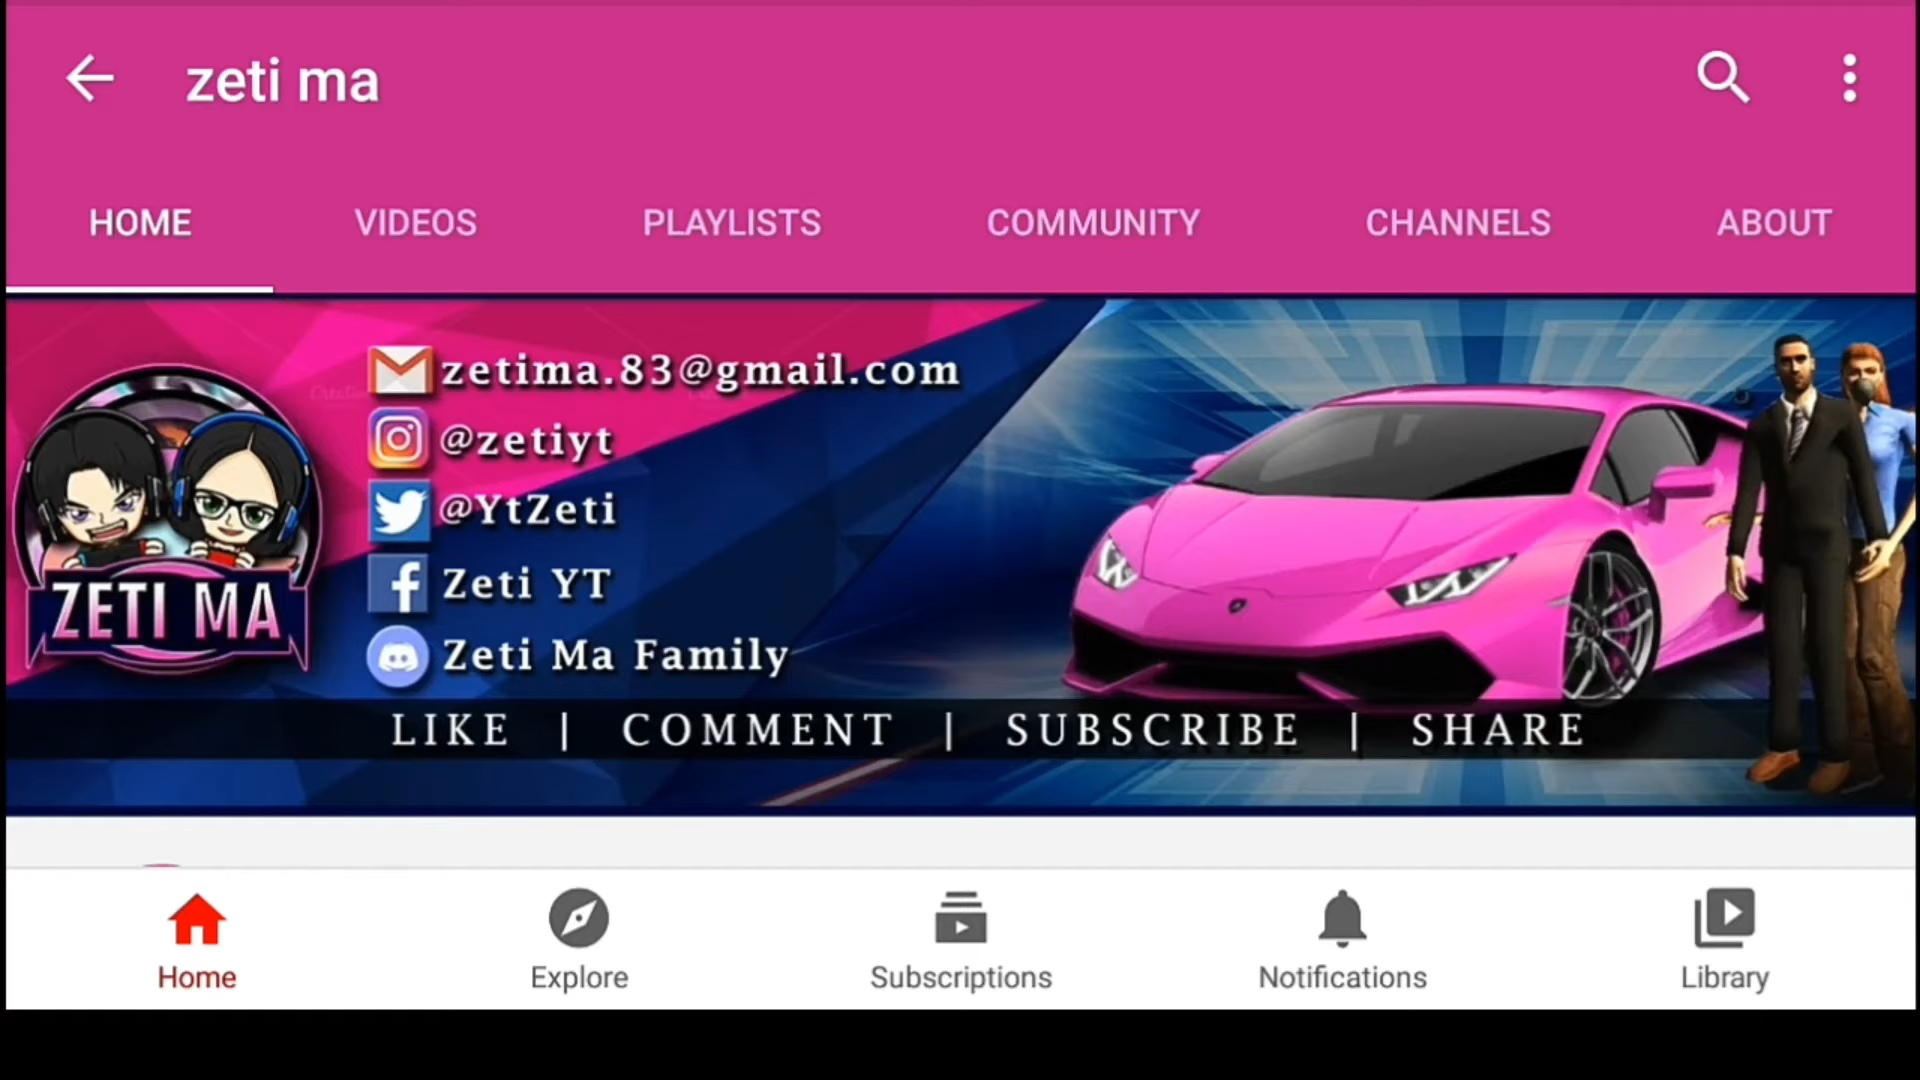 zeti ma
HOME VIDEOS PLAYLISTS COMMUNITY CHANNELS ABOUT
zetima.83@gmail.com
@zetiyt
@YtZeti
Zeti YT
Zeti Ma Family
ZETI MA
LIKE | COMMENT | SUBSCRIBE | SHARE
Home Explore Subscriptions Notifications Library